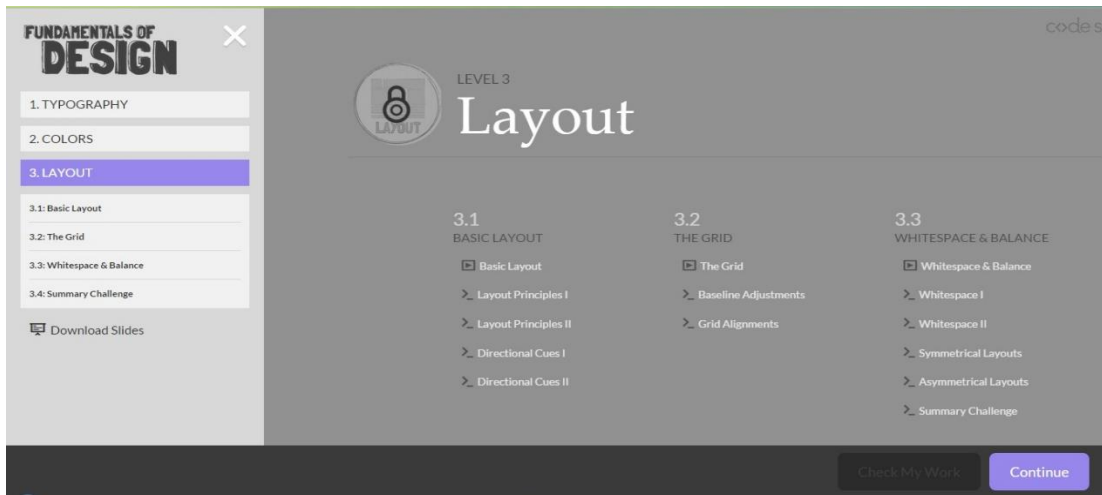 FUNDAMENTALS OF
DESIGN
1. TYPOGRAPHY
2. COLORS
3. LAYOUT
3.1: Basic Layout
3.2: The Grid
3.3: Whitespace & Balance
3.4: Summary Challenge
Download Slides
code s
LAYOUT
LEVEL 3
Layout
3.1
BASIC LAYOUT
Basic Layout
Layout Principles I
Layout Principles II
Directional Cues I
Directional Cues II
3.2
THE GRID
The Grid
Baseline Adjustments
Grid Alignments
3.3
WHITESPACE & BALANCE
Whitespace & Balance
Whitespace I
Whitespace II
Symmetrical Layouts
Asymmetrical Layouts
Summary Challenge
Check My Work
Continue